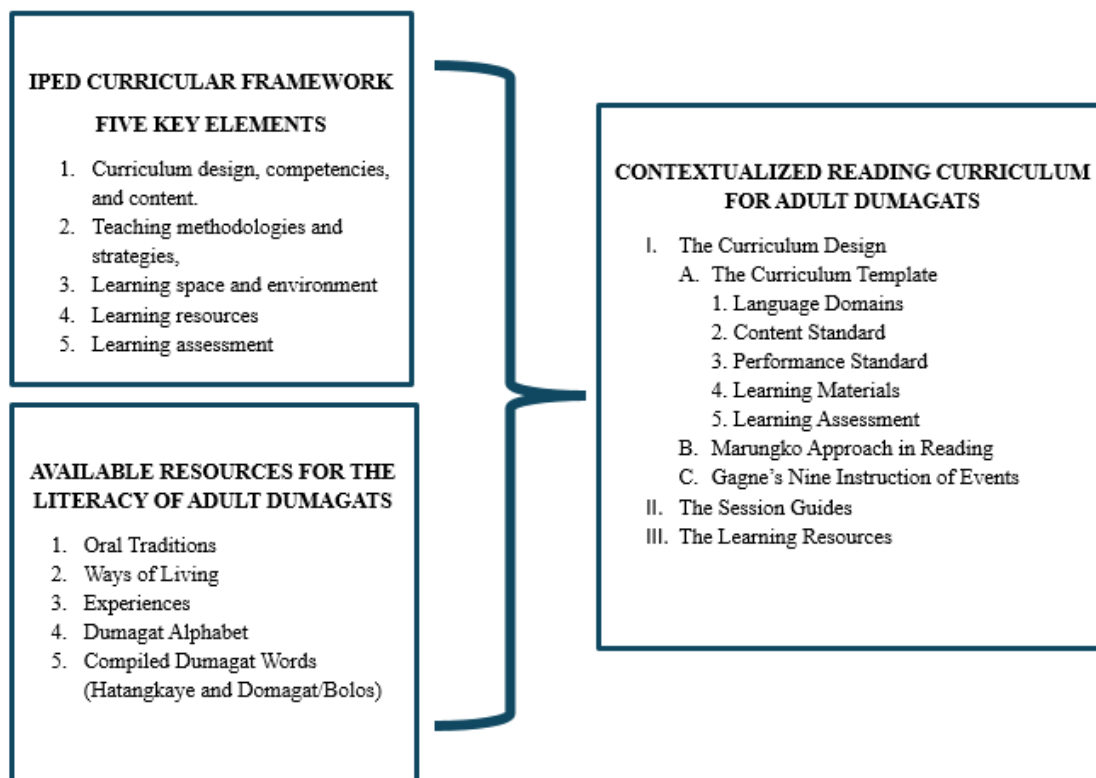 IPED CURRICULAR FRAMEWORK
FIVE KEY ELEMENTS
1. Curriculum design, competencies,
and content.
2. Teaching methodologies and
strategies,
3. Learning space and environment
4. Learning resources
5. Learning assessment
AVAILABLE RESOURCES FOR THE
LITERACY OF ADULT DUMAGATS
1. Oral Traditions
2. Ways of Living
3. Experiences
4. Dumagat Alphabet
5. Compiled Dumagat Words
(Hatangkaye and Domagat/Bolos)
CONTEXTUALIZED READING CURRICULUM
FOR ADULT DUMAGATS
I. The Curriculum Design
A. The Curriculum Template
1. Language Domains
2. Content Standard
3. Performance Standard
4. Learning Materials
5. Learning Assessment
B. Marungko Approach in Reading
C. Gagne’s Nine Instruction of Events
II. The Session Guides
III. The Learning Resources